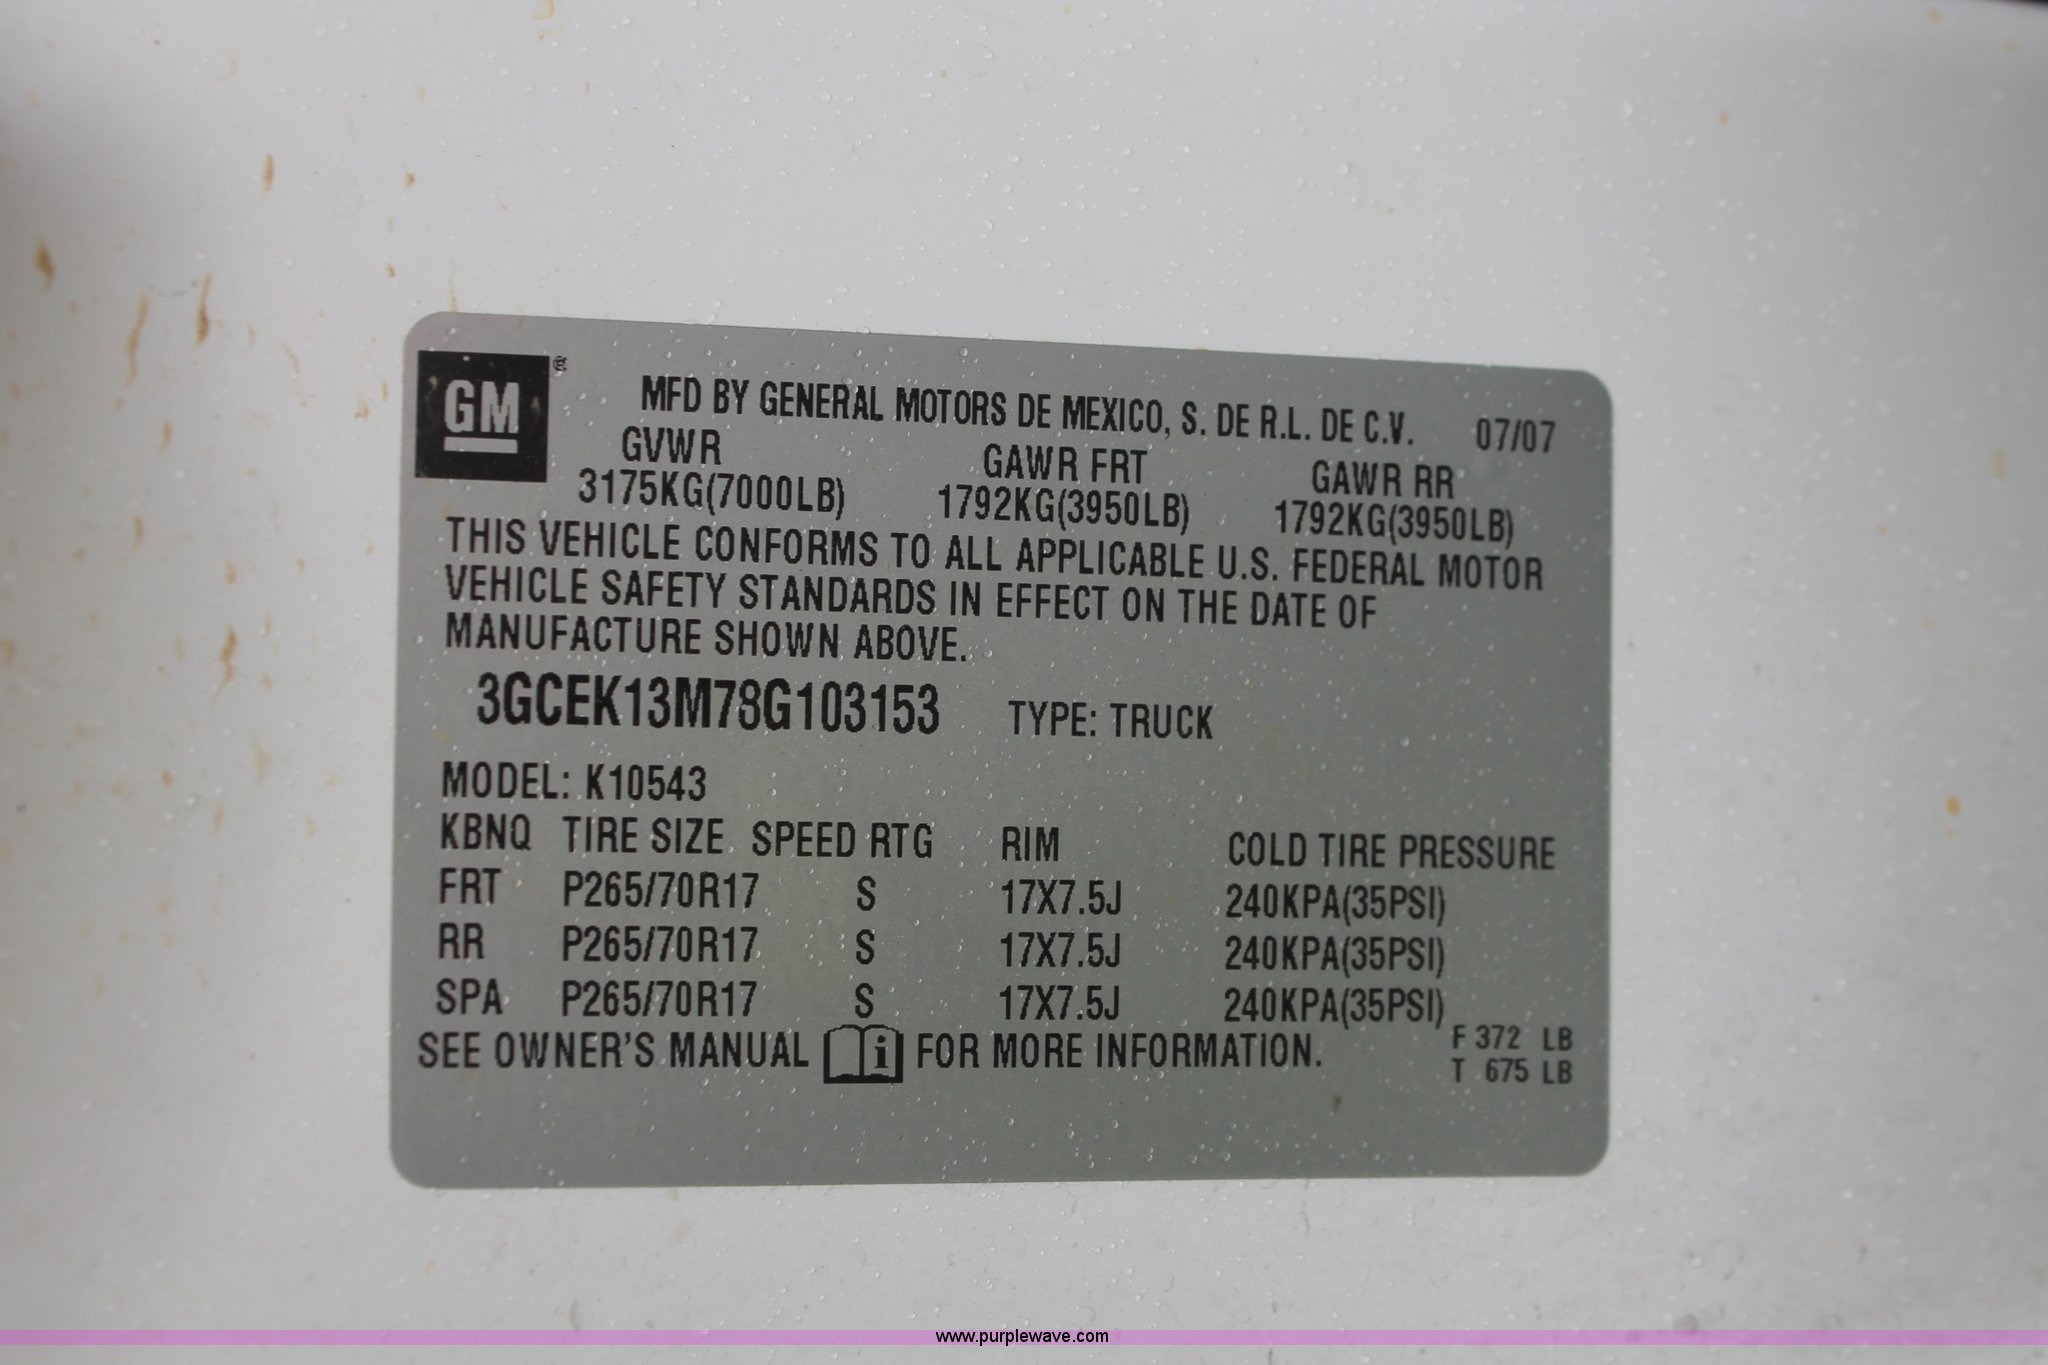 GM ®
MFD BY GENERAL MOTORS DE MEXICO, S. DE R.L. DE C.V. 07/07
GVWR GAWR FRT GAWR RR
3175KG(7000LB) 1792KG(3950LB) 1792KG(3950LB)
THIS VEHICLE CONFORMS TO ALL APPLICABLE U.S. FEDERAL MOTOR
VEHICLE SAFETY STANDARDS IN EFFECT ON THE DATE OF
MANUFACTURE SHOWN ABOVE.
3GCEK13M78G103153 TYPE: TRUCK
MODEL: K10543
KBNQ TIRE SIZE SPEED RTG RIM COLD TIRE PRESSURE
FRT P265/70R17 S 17X7.5J 240KPA(35PSI)
RR P265/70R17 S 17X7.5J 240KPA(35PSI)
SPA P265/70R17 S 17X7.5J 240KPA(35PSI)
SEE OWNER'S MANUAL i FOR MORE INFORMATION.
F 372 LB
T 675 LB
www.purplewave.com